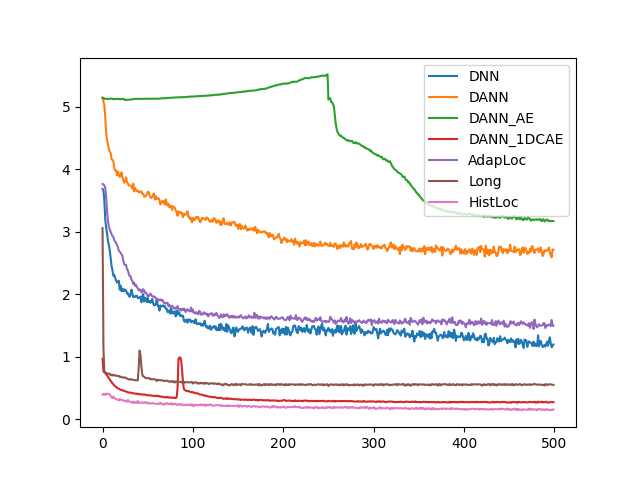 DNN
DANN
DANN_AE
DANN_1DCAE
AdapLoc
Long
HistLoc
5
4
3
2
1
0
0 100 200 300 400 500